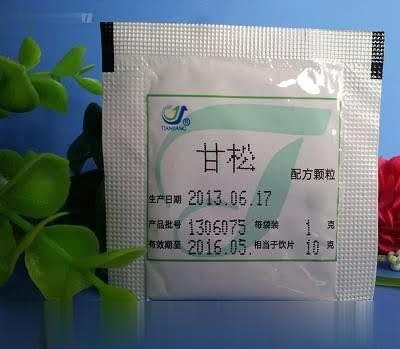 TIANJIANG
®
甘松
配方颗粒
生产日期 2013.06.17
产品批号 1306075 每袋装 1 克
有效期至 2016.05. 相当于饮片 10 克